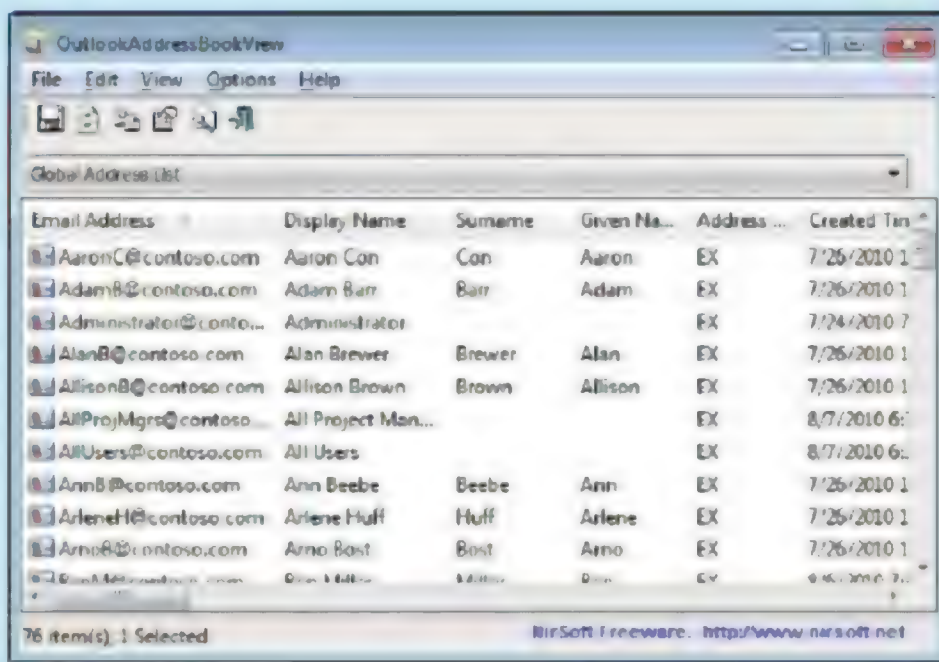 OutlookAddressBookView
File Edit View Options Help
Global Address List
Email Address Display Name Surname Given Na... Address ... Created Tim
AaronC@contoso.com Aaron Con Con Aaron EX 7/26/2010 1
AdamB@contoso.com Adam Barr Barr Adam EX 7/26/2010 1
Administrator@conto... Administrator EX 7/24/2010 7
AlanB@contoso.com Alan Brewer Brewer Alan EX 7/26/2010 1
AllisonB@contoso.com Allison Brown Brown Allison EX 7/26/2010 1
AllProjMgrs@contoso... All Project Man... EX 8/7/2010 6:
AllUsers@contoso.com All Users EX 8/7/2010 6:..
AnnB@contoso.com Ann Beebe Beebe Ann EX 7/26/2010 1
ArleneH@contoso.com Arlene Huff Huff Arlene EX 7/26/2010 1
ArnoB@contoso.com Arno Bost Bost Arno EX 7/26/2010 1
76 item(s), 1 Selected
NirSoft Freeware. http://www.nirsoft.net